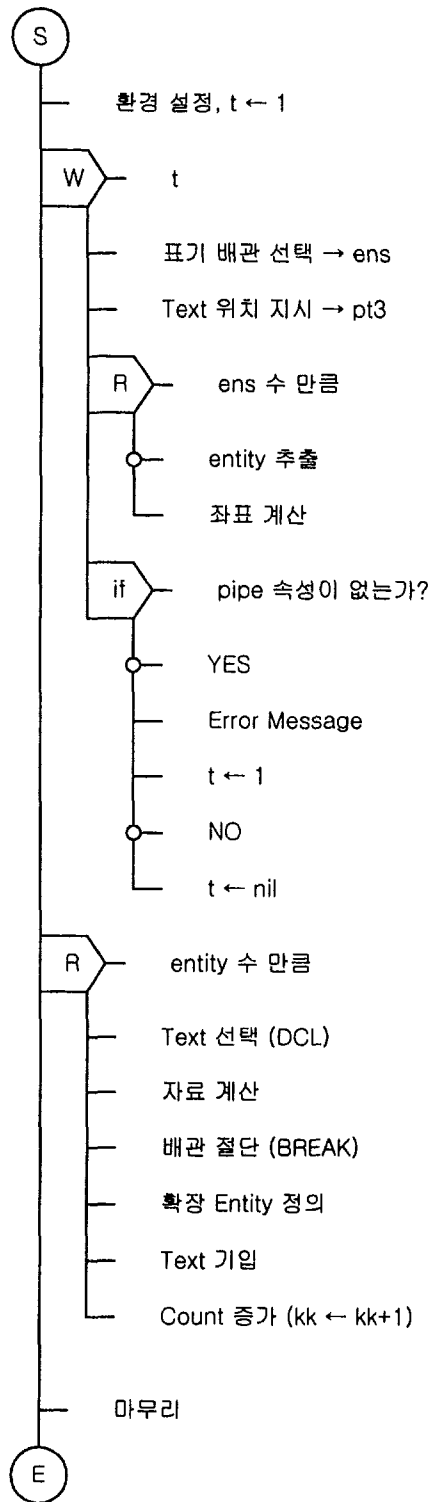 S
환경 설정, t ← 1
W t
표기 배관 선택 → ens
Text 위치 지시 → pt3
R ens 수 만큼
entity 추출
좌표 계산
if pipe 속성이 없는가?
YES
Error Message
t ← 1
NO
t ← nil
R entity 수 만큼
Text 선택 (DCL)
자료 계산
배관 절단 (BREAK)
확장 Entity 정의
Text 기입
Count 증가 (kk ← kk+1)
마무리
E